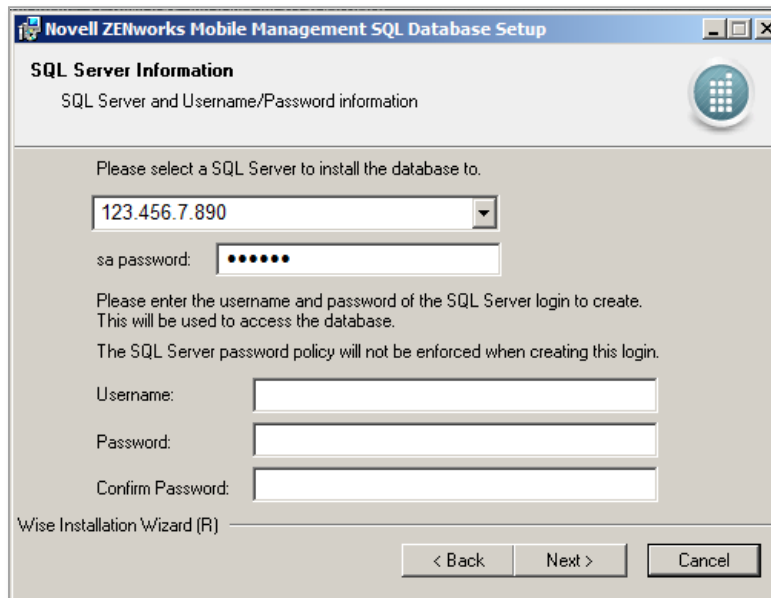 Novell ZENworks Mobile Management SQL Database Setup
SQL Server Information
SQL Server and Username/Password information
Please select a SQL Server to install the database to.
123.456.7.890
sa password: ●●●●●●
Please enter the username and password of the SQL Server login to create.
This will be used to access the database.
The SQL Server password policy will not be enforced when creating this login.
Username:
Password:
Confirm Password:
Wise Installation Wizard (R)
< Back Next > Cancel